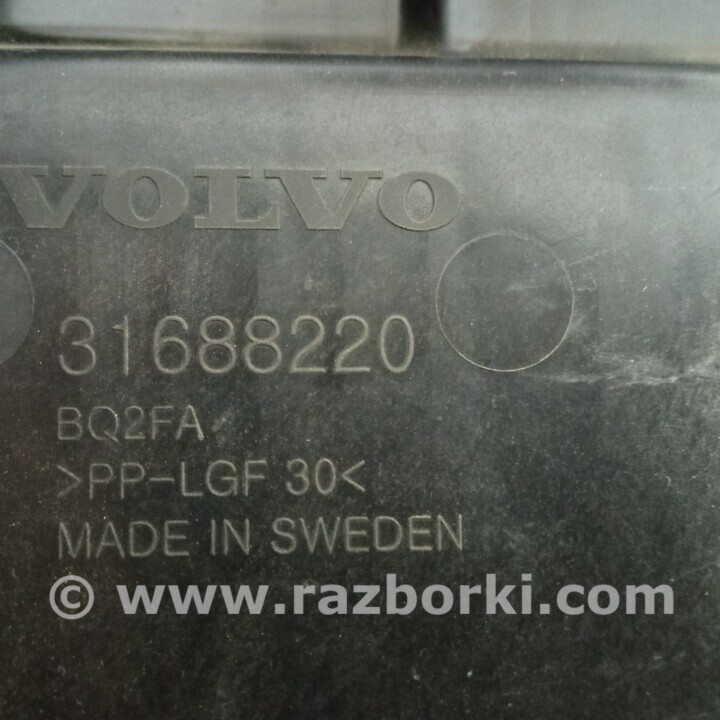 VOLVO
31688220
BQ2FA
>PP-LGF 30<
MADE IN SWEDEN
© www.razborki.com